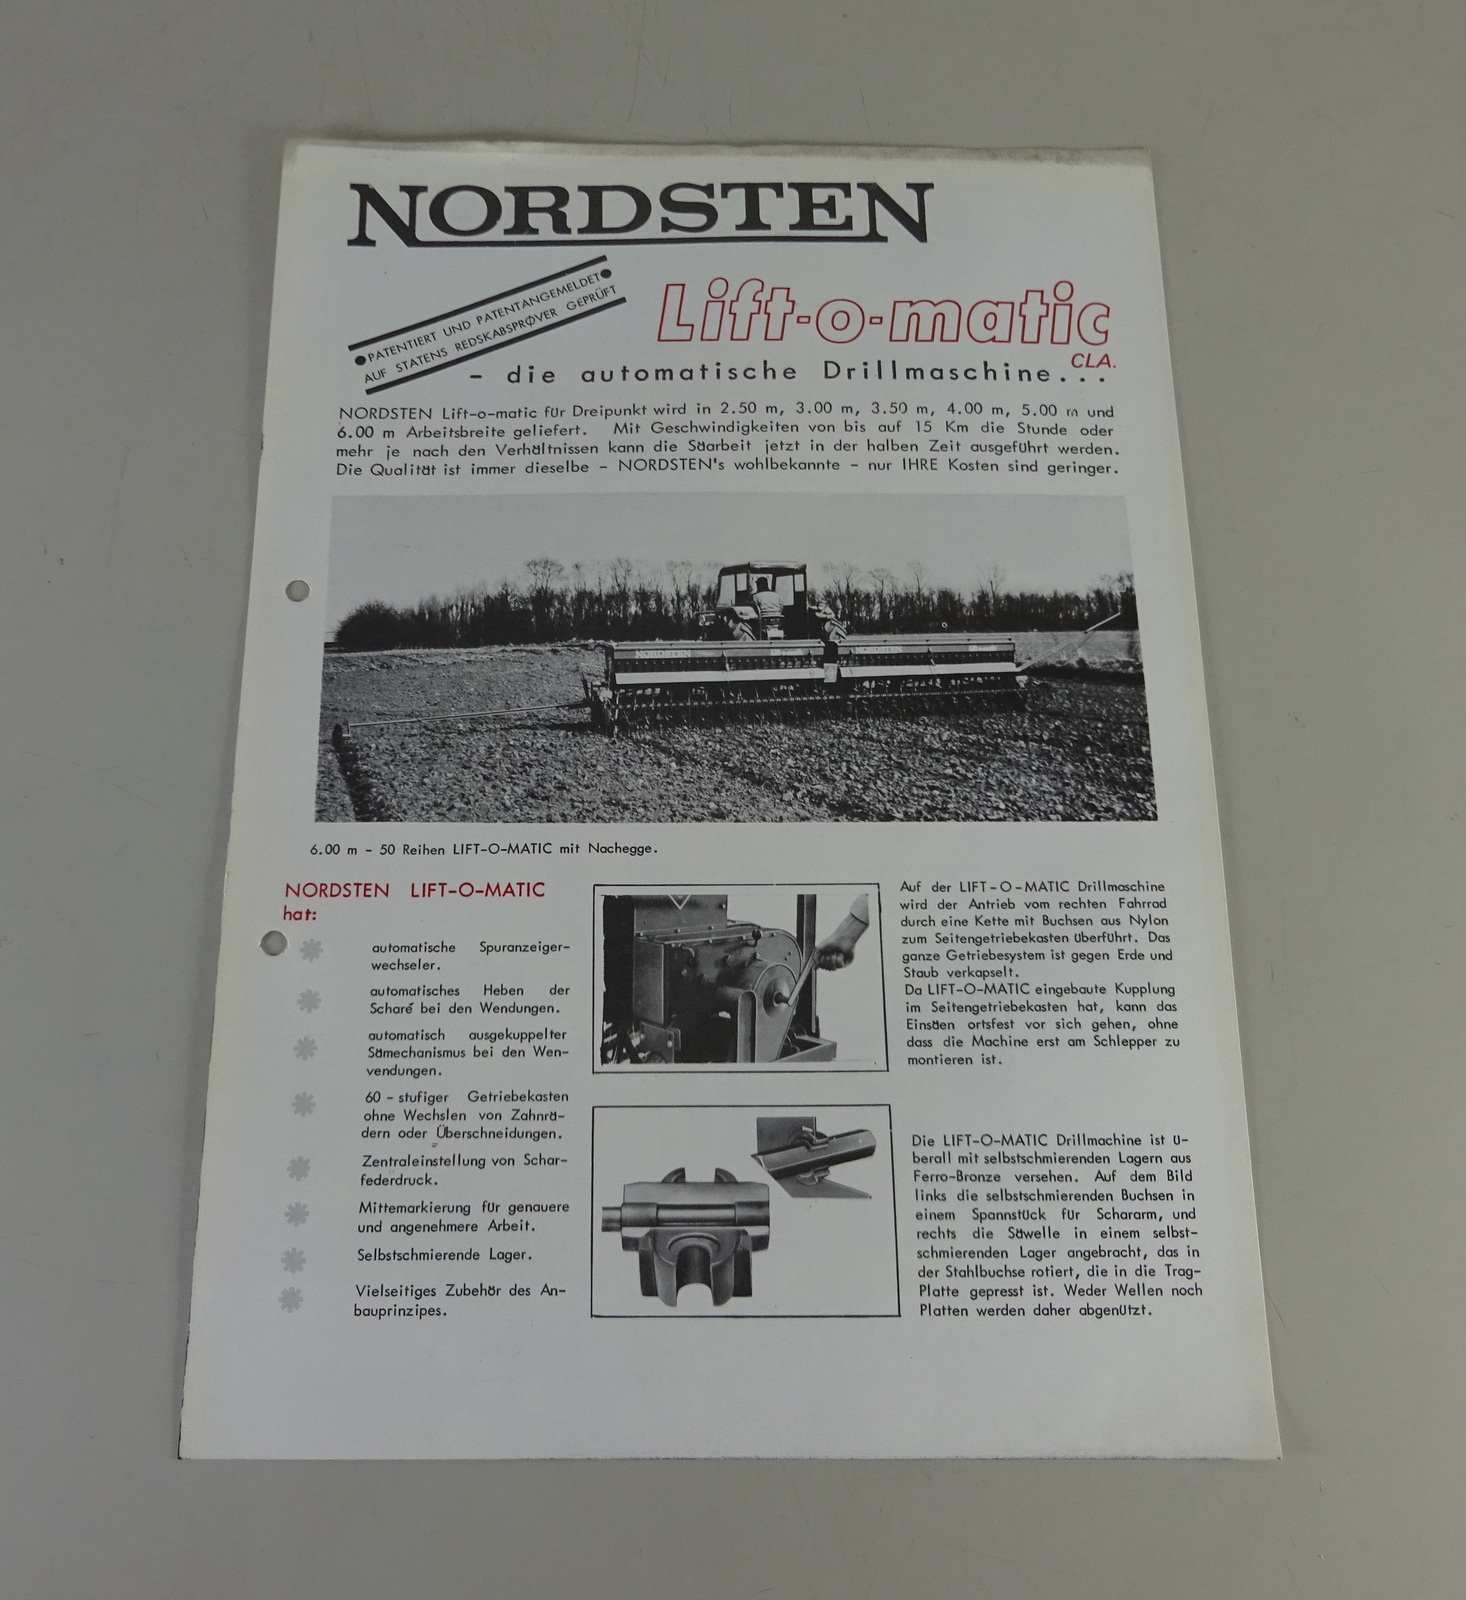 NORDSTEN
PATENTIERT UND PATENTANGEMELDET
AUF STATENS REDSKABSPRØVER GEPRÜFT
Lift-o-matic
CLA.
- die automatische Drillmaschine...
NORDSTEN Lift-o-matic für Dreipunkt wird in 2.50 m, 3.00 m, 3.50 m, 4.00 m, 5.00 m und
6.00 m Arbeitsbreite geliefert. Mit Geschwindigkeiten von bis auf 15 Km die Stunde oder
mehr je nach den Verhältnissen kann die Säarbeit jetzt in der halben Zeit ausgeführt werden.
Die Qualität ist immer dieselbe - NORDSTEN's wohlbekannte - nur IHRE Kosten sind geringer.
NORDSTEN NORDSTEN
6.00 m - 50 Reihen LIFT-O-MATIC mit Nachegge.
NORDSTEN LIFT-O-MATIC
hat:
automatische Spuranzeiger-
wechseler.
automatisches Heben der
Scharé bei den Wendungen.
automatisch ausgekuppelter
Sämechanismus bei den Wen-
vendungen.
60 - stufiger Getriebekasten
ohne Wechslen von Zahnrä-
dern oder Überschneidungen.
Zentraleinstellung von Schar-
federdruck.
Mittemarkierung für genauere
und angenehmere Arbeit.
Selbstschmierende Lager.
Vielseitiges Zubehör des An-
bauprinzipes.
Auf der LIFT-O-MATIC Drillmaschine
wird der Antrieb vom rechten Fahrrad
durch eine Kette mit Buchsen aus Nylon
zum Seitengetriebekasten überführt. Das
ganze Getriebesystem ist gegen Erde und
Staub verkapselt.
Da LIFT-O-MATIC eingebaute Kupplung
im Seitengetriebekasten hat, kann das
Einsäen ortsfest vor sich gehen, ohne
dass die Machine erst am Schlepper zu
montieren ist.
Die LIFT-O-MATIC Drillmachine ist ü-
berall mit selbstschmierenden Lagern aus
Ferro-Bronze versehen. Auf dem Bild
links die selbstschmierenden Buchsen in
einem Spannstück für Schararm, und
rechts die Säwelle in einem selbst-
schmierenden Lager angebracht, das in
der Stahlbuchse rotiert, die in die Trag-
Platte gepresst ist. Weder Wellen noch
Platten werden daher abgenützt.